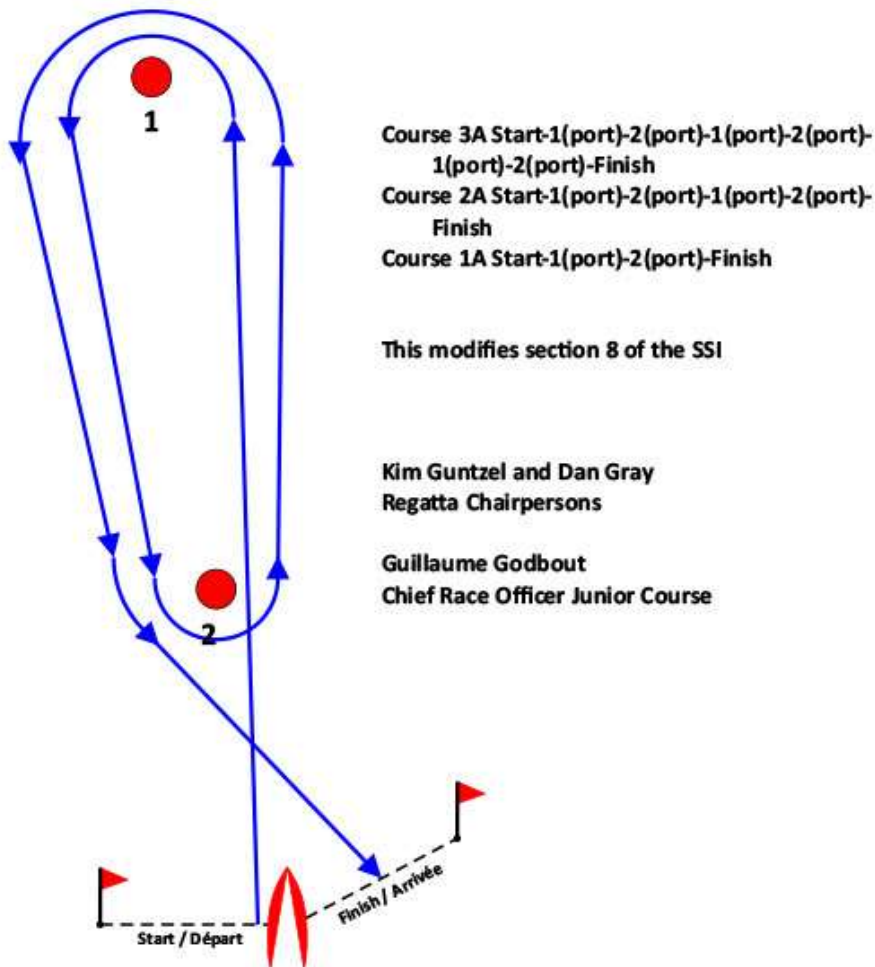 1
Course 3A Start-1(port)-2(port)-1(port)-2(port)-
1(port)-2(port)-Finish
Course 2A Start-1(port)-2(port)-1(port)-2(port)-
Finish
Course 1A Start-1(port)-2(port)-Finish
This modifies section 8 of the SSI
Kim Guntzel and Dan Gray
Regatta Chairpersons
Guillaume Godbout
Chief Race Officer Junior Course
2
Start / Départ
Finish / Arrivée